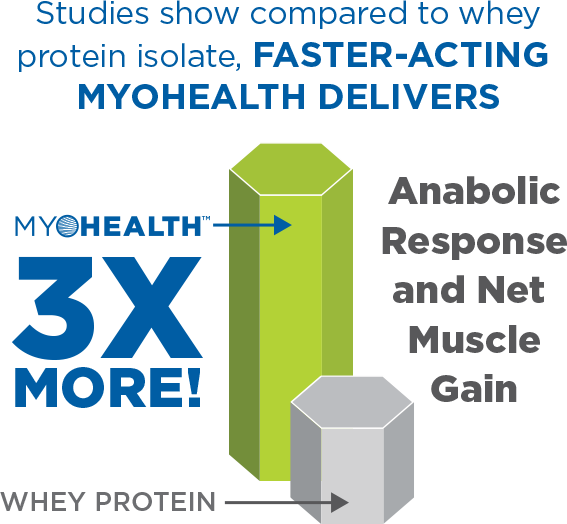 Studies show compared to whey
protein isolate, FASTER-ACTING
MYOHEALTH DELIVERS
MYOHEALTH™
3X
MORE!
Anabolic
Response
and Net
Muscle
Gain
WHEY PROTEIN